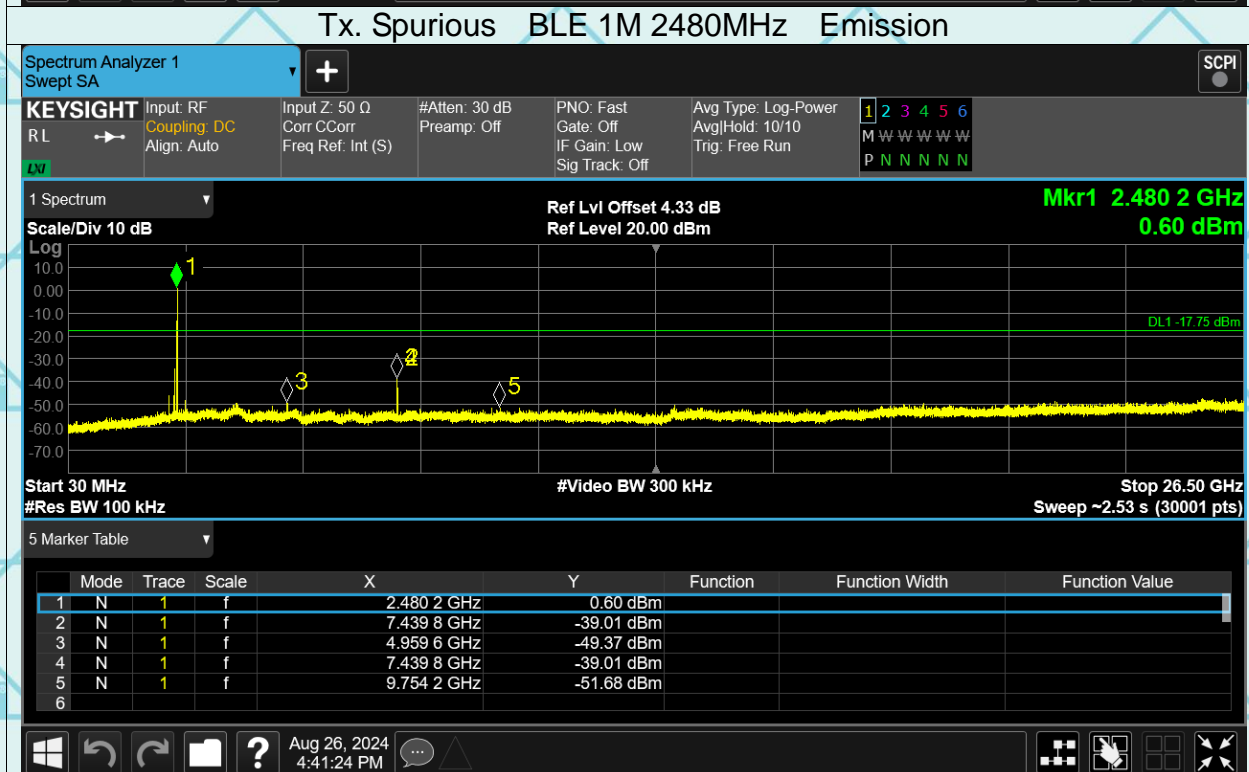 Tx. Spurious BLE 1M 2480MHz Emission
Spectrum Analyzer 1
Swept SA
+
SCPI
KEYSIGHT
RL
LXI
Input: RF
Coupling: DC
Align: Auto
Input Z: 50 Ω
Corr CCorr
Freq Ref: Int (S)
#Atten: 30 dB
Preamp: Off
PNO: Fast
Gate: Off
IF Gain: Low
Sig Track: Off
Avg Type: Log-Power
Avg|Hold: 10/10
Trig: Free Run
1 2 3 4 5 6
M W W W W W
P N N N N N
1 Spectrum
Scale/Div 10 dB
Ref Lvl Offset 4.33 dB
Ref Level 20.00 dBm
Mkr1 2.480 2 GHz
0.60 dBm
Log
10.0
0.00
-10.0
-20.0
-30.0
-40.0
-50.0
-60.0
-70.0
1
DL1 -17.75 dBm
2
3
5
Start 30 MHz
#Res BW 100 kHz
#Video BW 300 kHz
Stop 26.50 GHz
Sweep ~2.53 s (30001 pts)
5 Marker Table
Mode Trace Scale X Y Function Function Width Function Value
1 N 1 f 2.480 2 GHz 0.60 dBm
2 N 1 f 7.439 8 GHz -39.01 dBm
3 N 1 f 4.959 6 GHz -49.37 dBm
4 N 1 f 7.439 8 GHz -39.01 dBm
5 N 1 f 9.754 2 GHz -51.68 dBm
6
?
Aug 26, 2024
4:41:24 PM